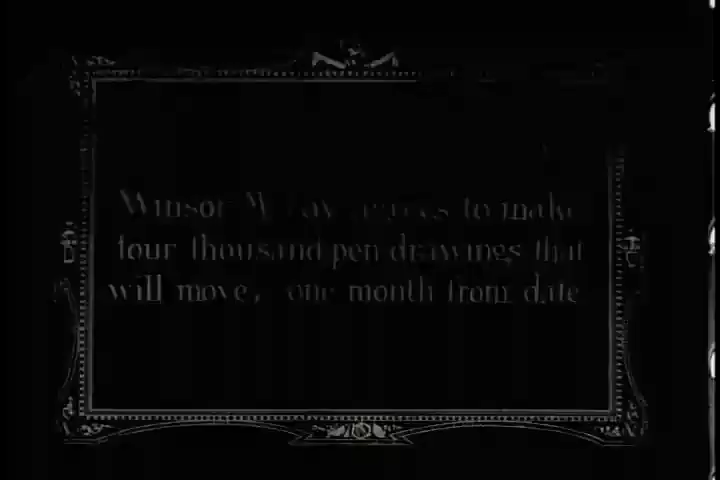 Winsor McCay agrees to make
four thousand pen drawings that
will move, one month from date.